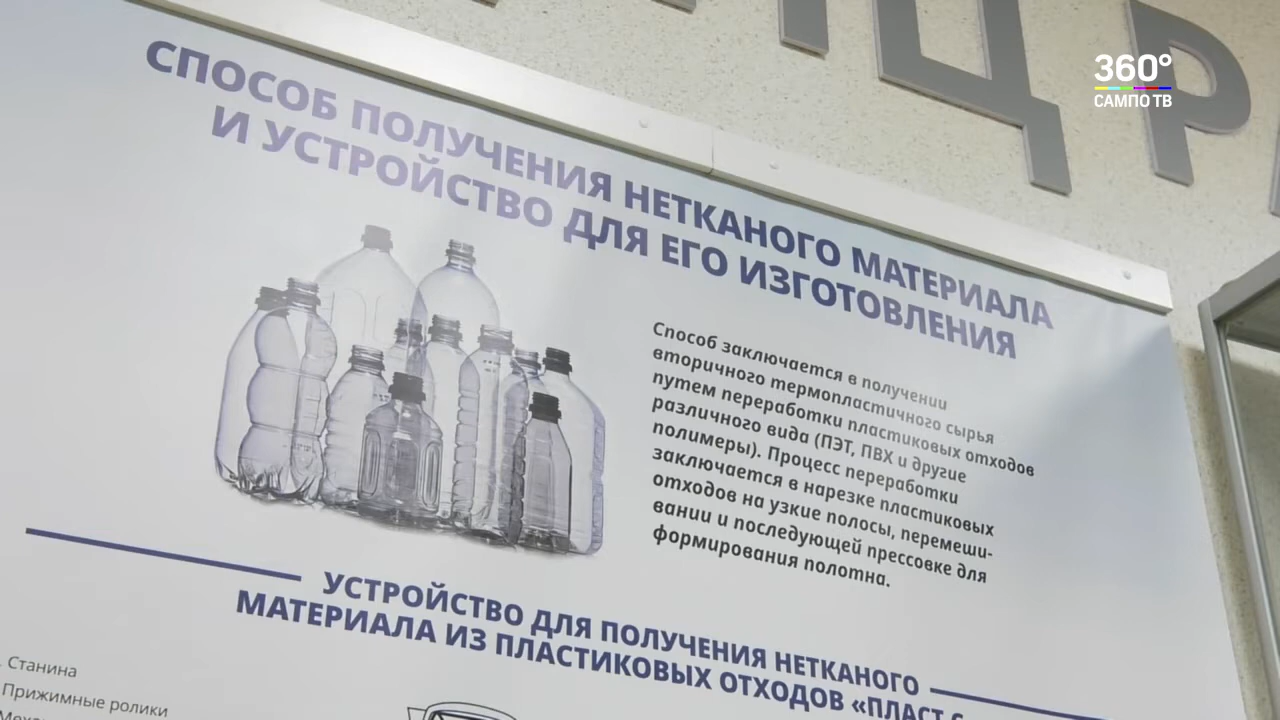 360°
САМПО ТВ
СПОСОБ ПОЛУЧЕНИЯ НЕТКАНОГО МАТЕРИАЛА
И УСТРОЙСТВО ДЛЯ ЕГО ИЗГОТОВЛЕНИЯ
Способ заключается в получении
вторичного термопластичного сырья
путем переработки пластиковых отходов
различного вида (ПЭТ, ПВХ и другие
полимеры). Процесс переработки
заключается в нарезке пластиковых
отходов на узкие полосы, перемеши-
вании и последующей прессовке для
формирования полотна.
УСТРОЙСТВО ДЛЯ ПОЛУЧЕНИЯ НЕТКАНОГО
МАТЕРИАЛА ИЗ ПЛАСТИКОВЫХ ОТХОДОВ «ПЛАСТ
Станина
Прижимные ролики